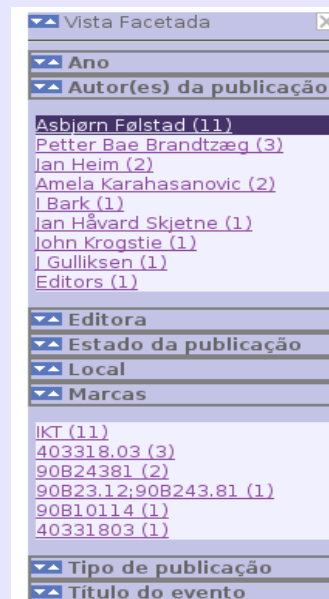 Vista Facetada
Ano
Autor(es) da publicação
Asbjørn Følstad (11)
Petter Bae Brandtzæg (3)
Jan Heim (2)
Amela Karahasanovic (2)
I Bark (1)
Jan Håvard Skjetne (1)
John Krogstie (1)
J Gulliksen (1)
Editors (1)
Editora
Estado da publicação
Local
Marcas
IKT (11)
403318.03 (3)
90B24381 (2)
90B23.12;90B243.81 (1)
90B10114 (1)
40331803 (1)
Tipo de publicação
Título do evento